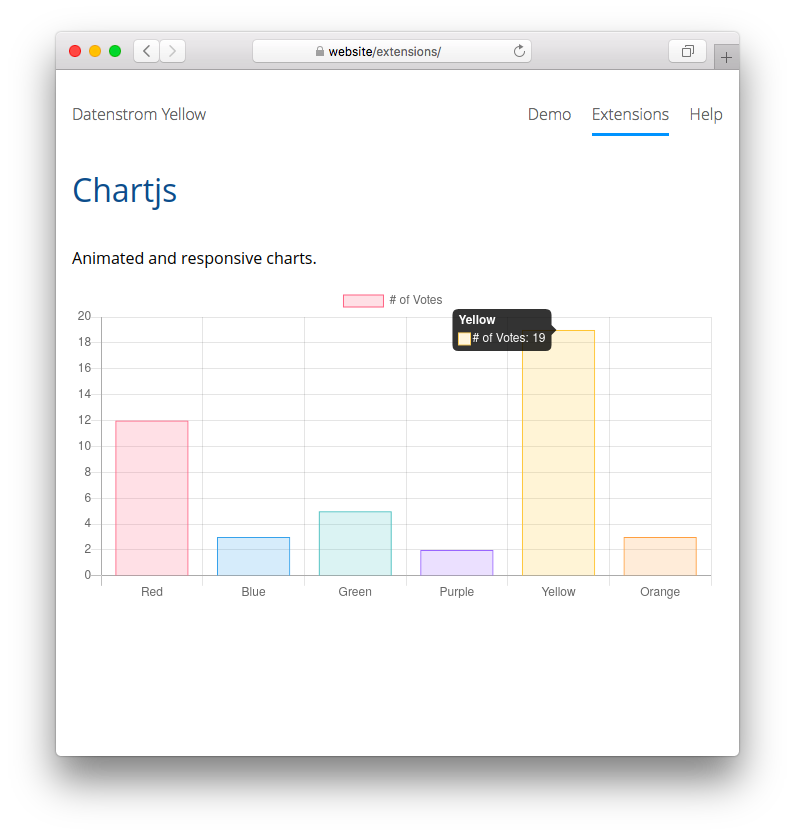 website/extensions/
Datenstrom Yellow
Demo Extensions Help
Chartjs
Animated and responsive charts.
# of Votes
Yellow
# of Votes: 19
20
18
16
14
12
10
8
6
4
2
0
Red Blue Green Purple Yellow Orange